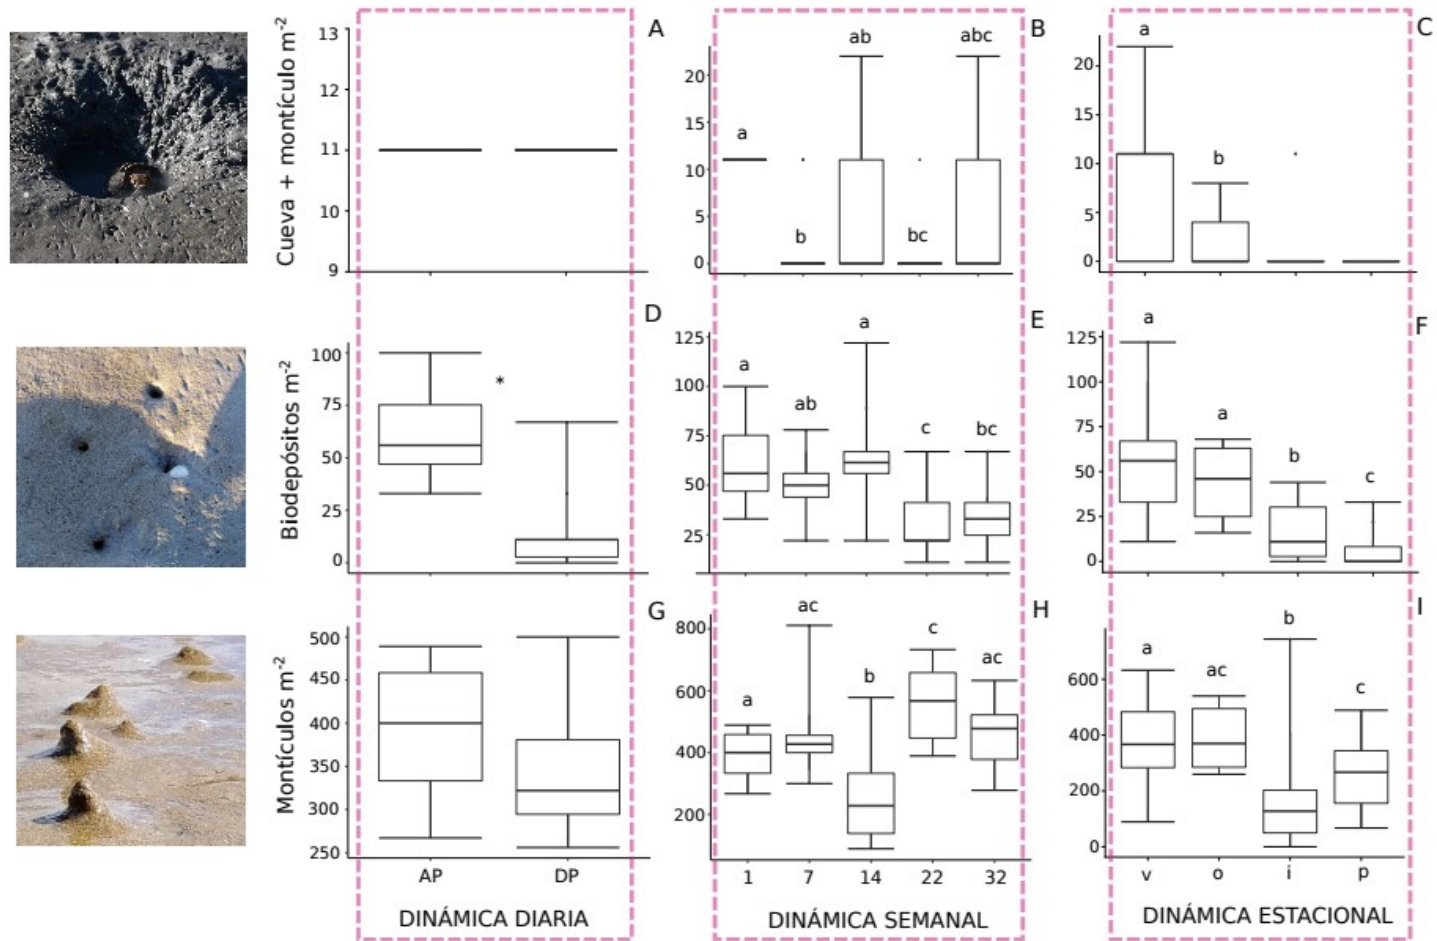 Cueva + montículo m-2
13
12
11
10
9
A
20
15
10
5
0
a
b
ab
bc
abc
B
20
15
10
5
0
a
b
C
Biodepósitos m-2
100
75
50
25
0
*
D
125
100
75
50
25
a
ab
a
c
bc
E
125
100
75
50
25
0
a
a
b
c
F
Montículos m-2
500
450
400
350
300
250
G
800
600
400
200
a
ac
b
c
ac
H
600
400
200
0
a
ac
b
c
I
AP DP
1 7 14 22 32
v o i p
DINÁMICA DIARIA
DINÁMICA SEMANAL
DINÁMICA ESTACIONAL